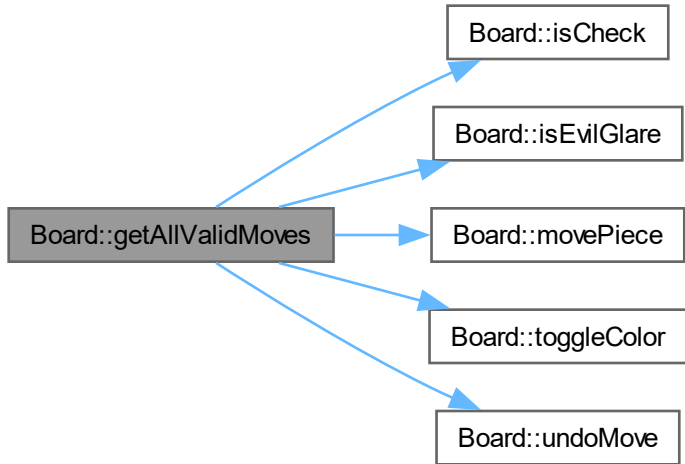 Board::getAllValidMoves
Board::isCheck
Board::isEvilGlare
Board::movePiece
Board::toggleColor
Board::undoMove